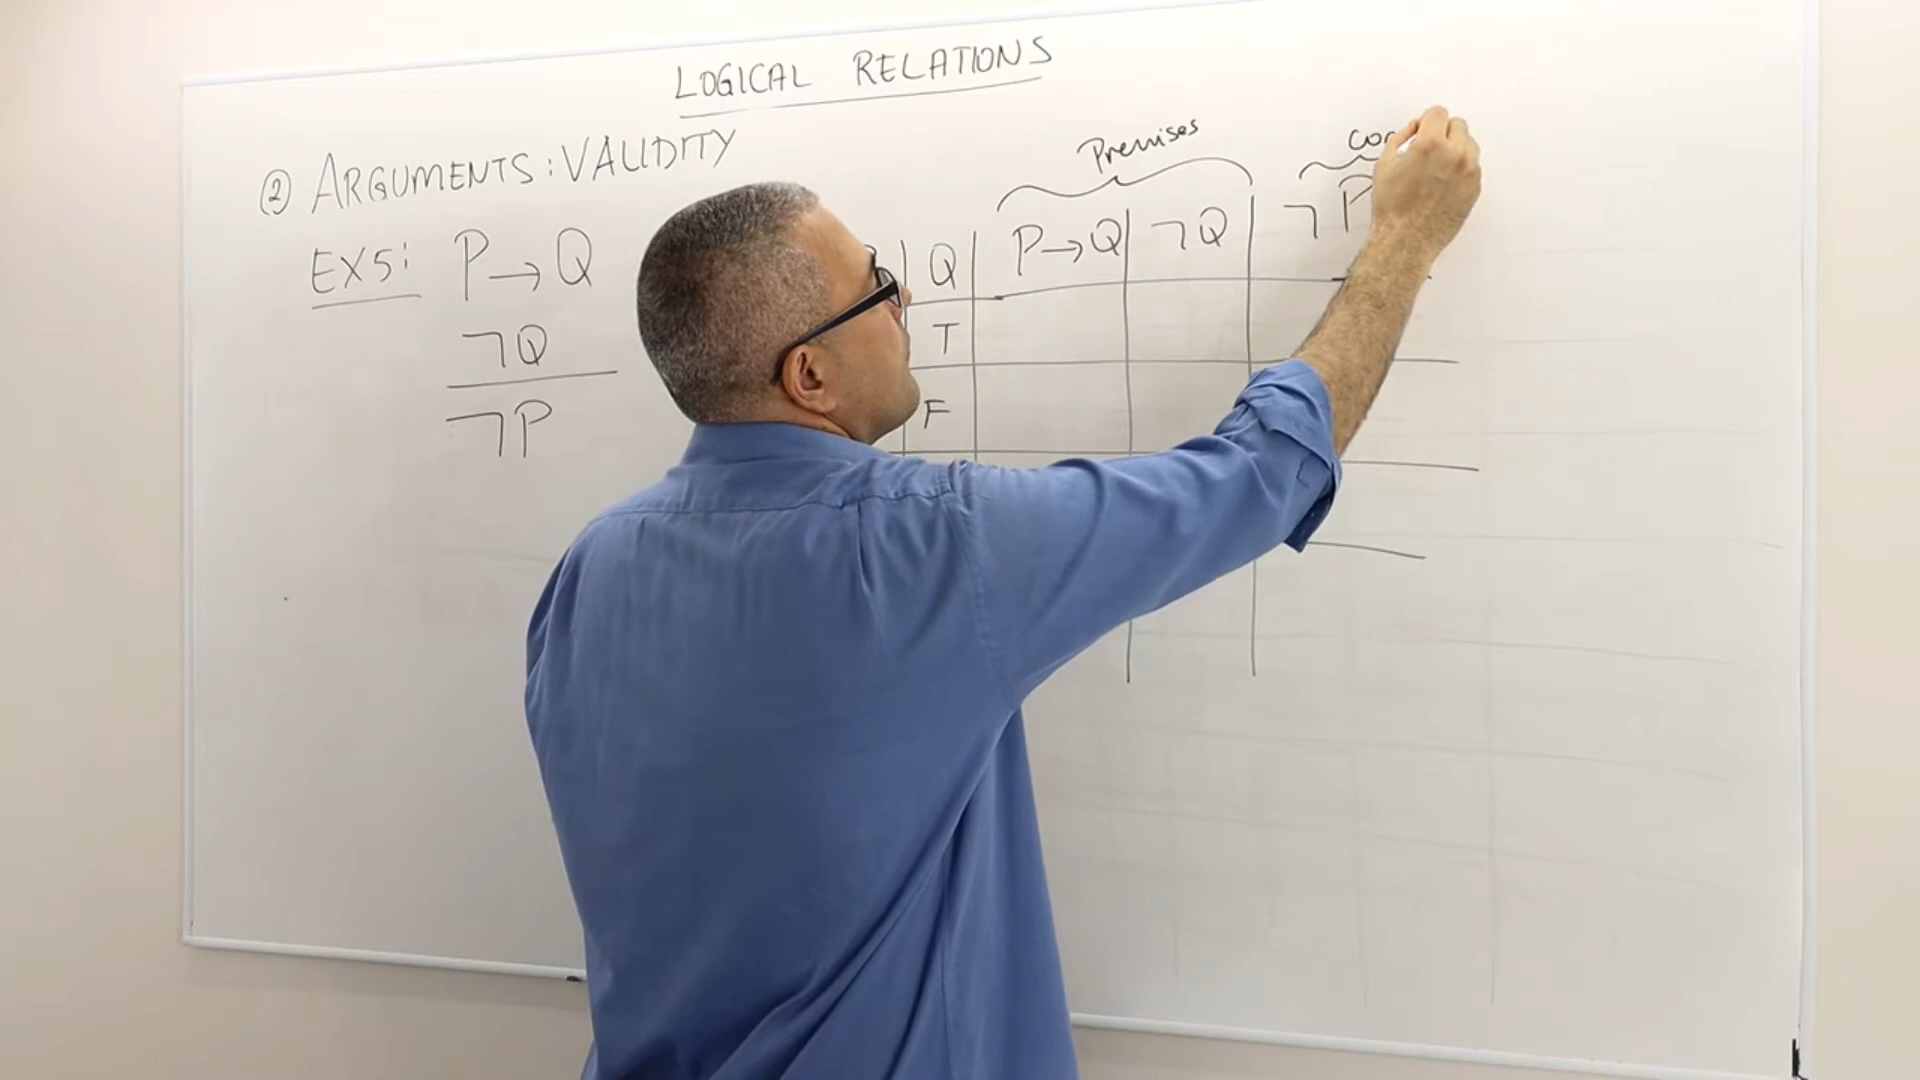 LOGICAL RELATIONS
② ARGUMENTS: VALIDITY
EX5: P→Q
¬Q
¬P
Premises
Q P→Q ¬Q ¬P
T
F